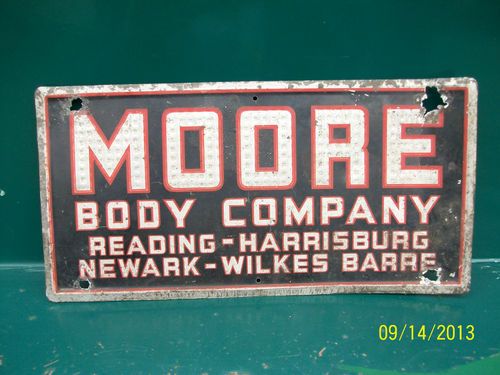 MOORE
BODY COMPANY
READING-HARRISBURG
NEWARK-WILKES BARRE
09/14/2013